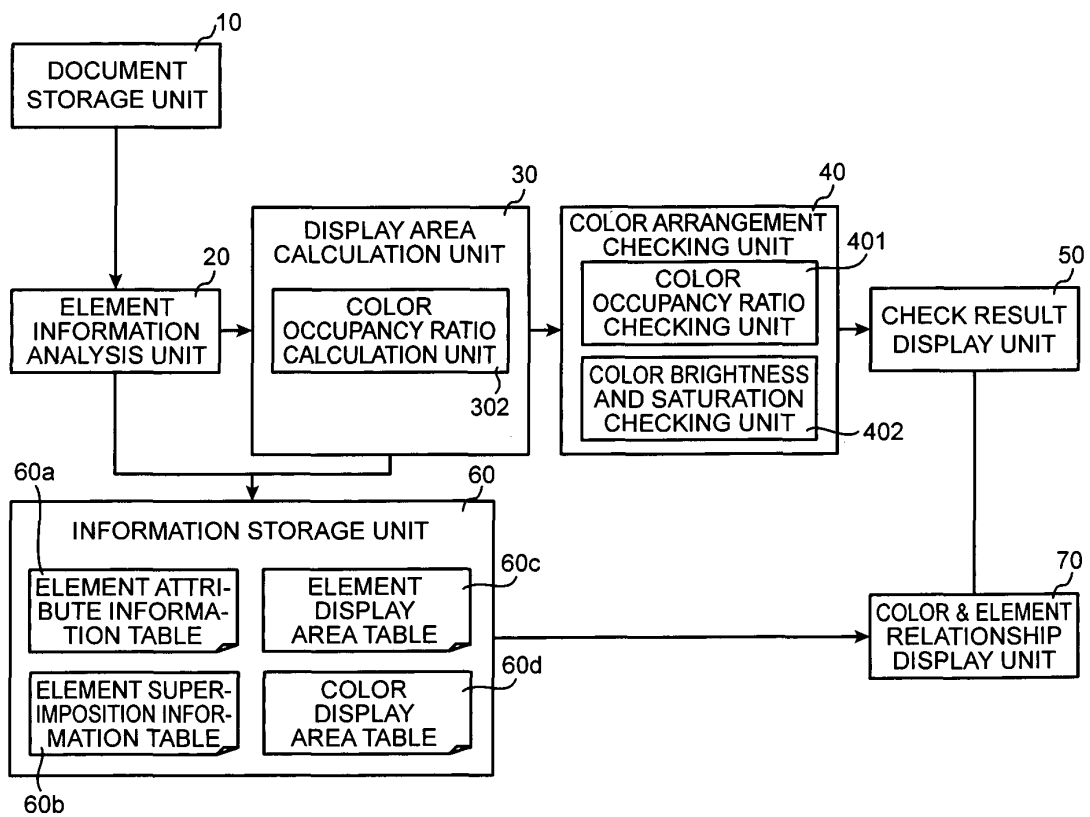 10
DOCUMENT
STORAGE UNIT
20
ELEMENT
INFORMATION
ANALYSIS UNIT
30
DISPLAY AREA
CALCULATION UNIT
COLOR
OCCUPANCY RATIO
CALCULATION UNIT
302
40
COLOR ARRANGEMENT
CHECKING UNIT
401
COLOR
OCCUPANCY RATIO
CHECKING UNIT
COLOR BRIGHTNESS
AND SATURATION
CHECKING UNIT
402
50
CHECK RESULT
DISPLAY UNIT
60
INFORMATION STORAGE UNIT
60a
ELEMENT ATTRI-
BUTE INFORMA-
TION TABLE
60c
ELEMENT
DISPLAY
AREA TABLE
ELEMENT SUPER-
IMPOSITION INFOR-
MATION TABLE
60b
60d
COLOR
DISPLAY
AREA TABLE
70
COLOR & ELEMENT
RELATIONSHIP
DISPLAY UNIT